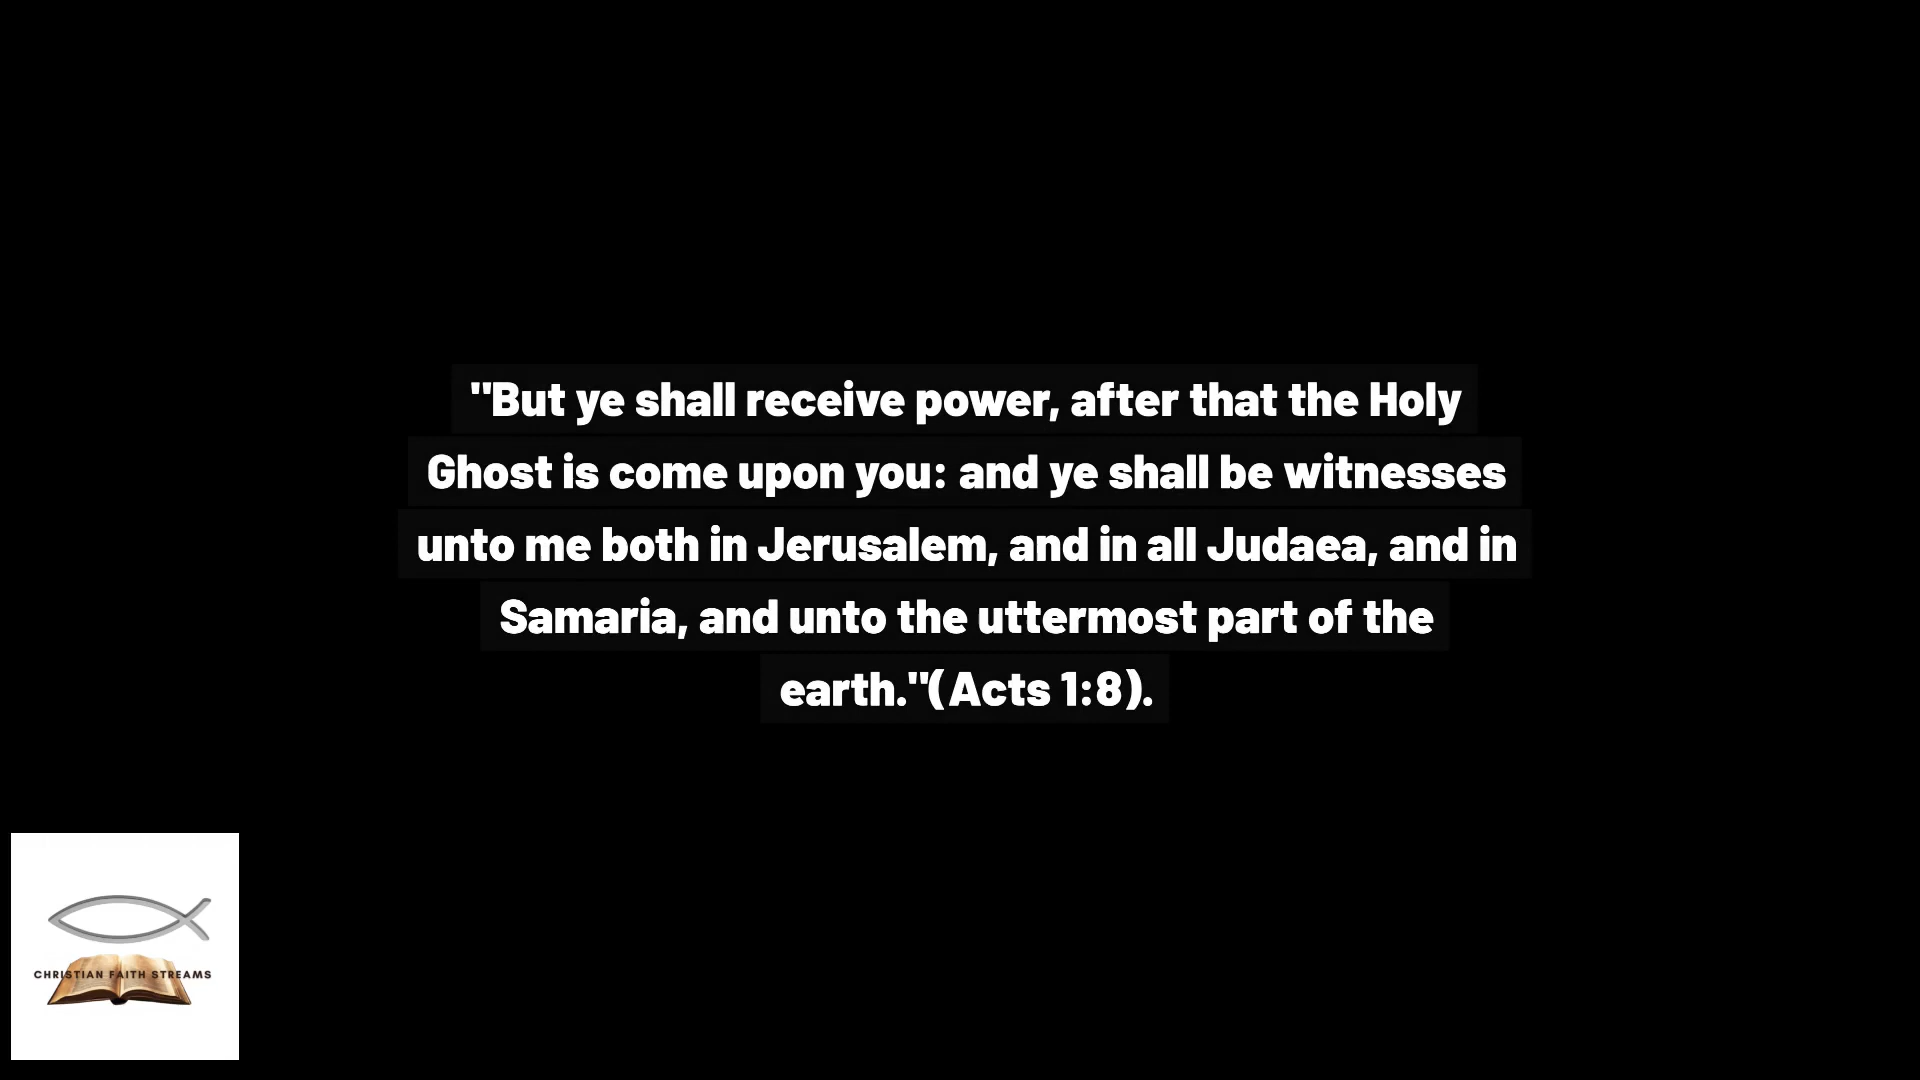 "But ye shall receive power, after that the Holy
Ghost is come upon you: and ye shall be witnesses
unto me both in Jerusalem, and in all Judaea, and in
Samaria, and unto the uttermost part of the
earth."(Acts 1:8).
CHRISTIAN FAITH STREAMS